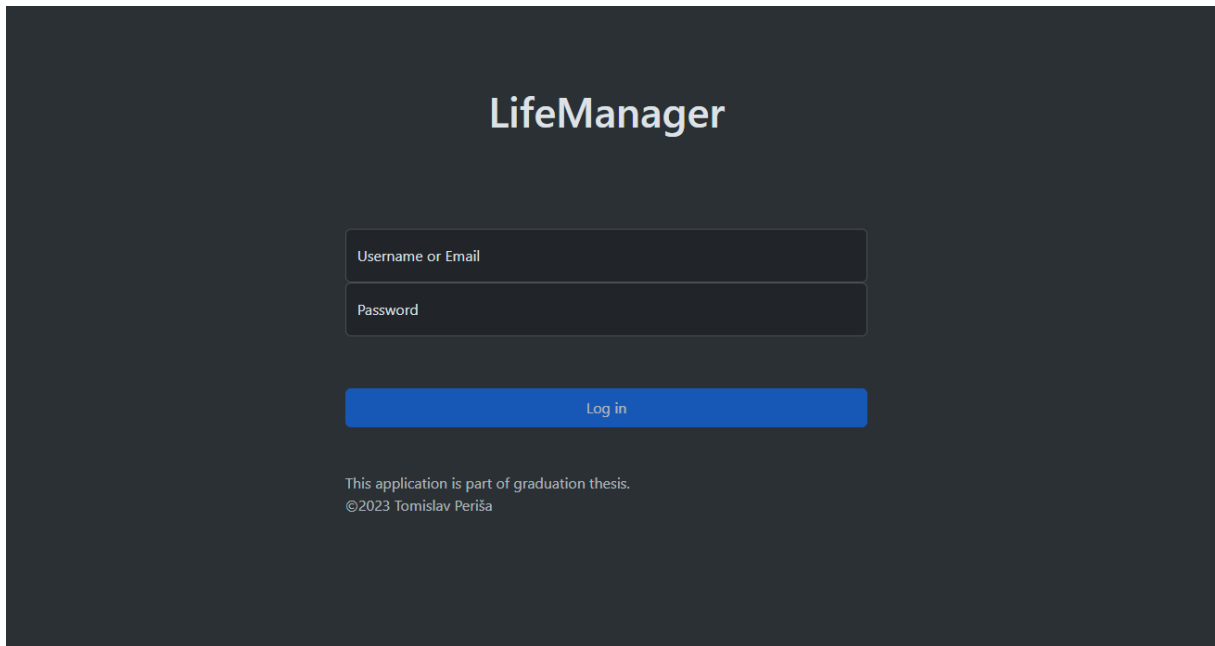 LifeManager
Username or Email
Password
Log in
This application is part of graduation thesis.
©2023 Tomislav Periša